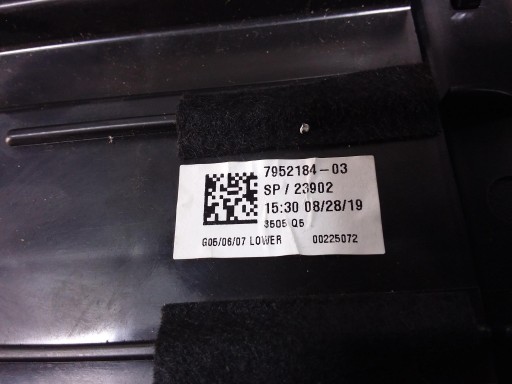 7952184-03
SP / 23902
15:30 08/28/19
3505 Q5
G05/06/07 LOWER 00225072